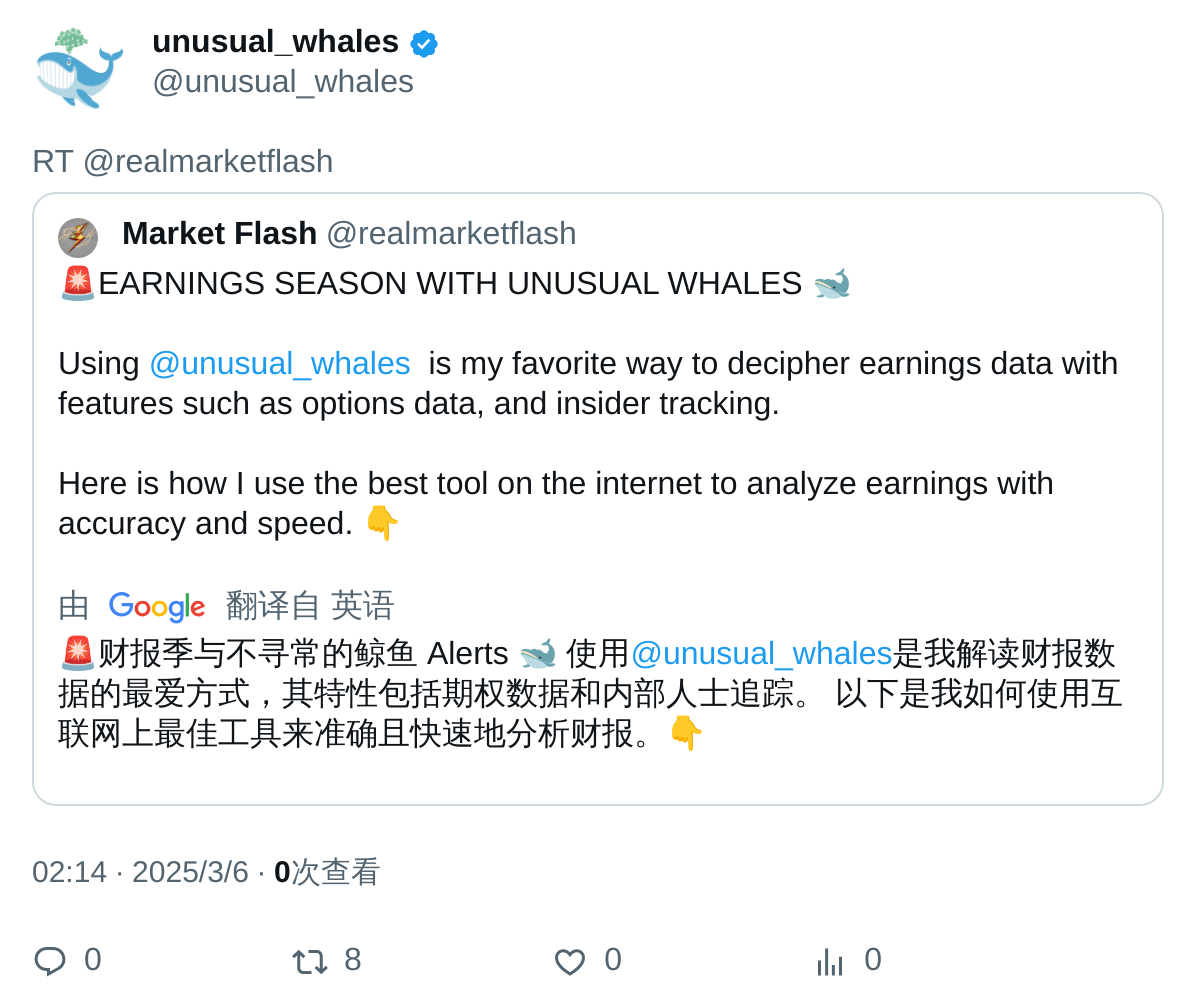 unusual_whales
@unusual_whales
RT @realmarketflash
Market Flash @realmarketflash
🚨EARNINGS SEASON WITH UNUSUAL WHALES 🐋
Using @unusual_whales  is my favorite way to decipher earnings data with
features such as options data, and insider tracking.
Here is how I use the best tool on the internet to analyze earnings with
accuracy and speed. 👇
由 Google 翻译自 英语
🚨财报季与不寻常的鲸鱼 Alerts 🐋 使用@unusual_whales是我解读财报数
据的最爱方式，其特性包括期权数据和内部人士追踪。 以下是我如何使用互
联网上最佳工具来准确且快速地分析财报。👇
02:14 · 2025/3/6 · 0次查看
0 8 0 0